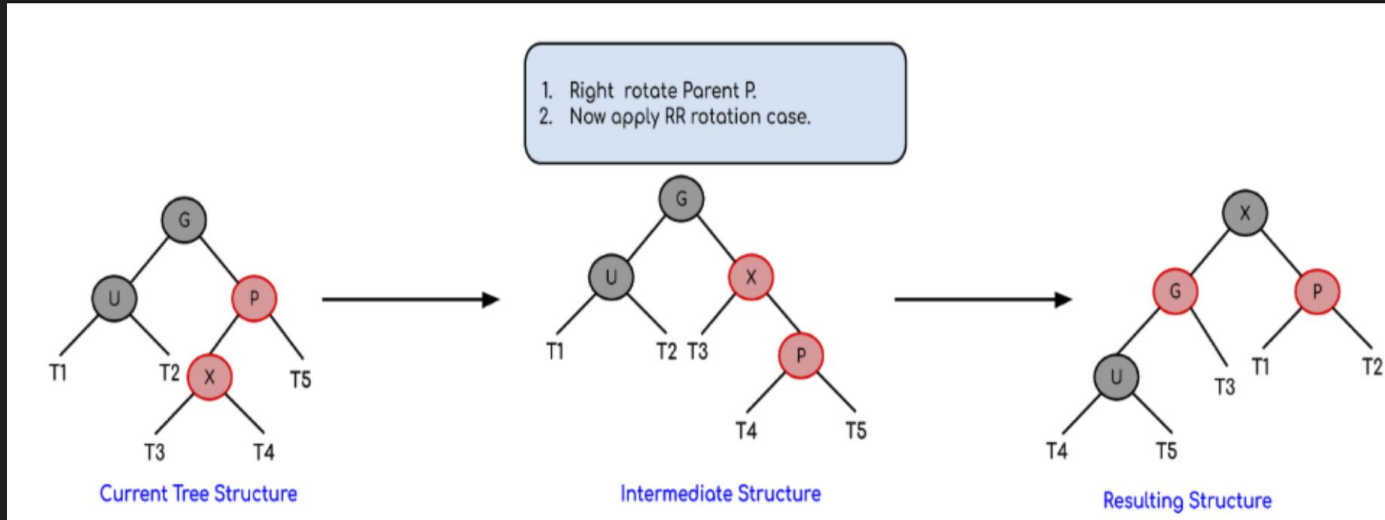 1. Right rotate Parent P.
2. Now apply RR rotation case.
G
U
P
T1
T2
X
T5
T3
T4
Current Tree Structure
G
U
X
T1
T2
T3
P
T4
T5
Intermediate Structure
X
G
P
U
T3
T1
T2
T4
T5
Resulting Structure